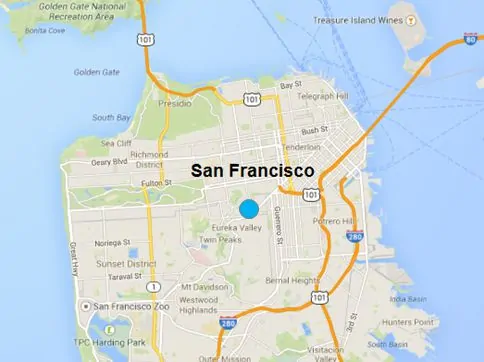 Golden Gate National
Recreation Area
Bonita Cove
101
Treasure Island Wines
80
Golden Gate
Presidio
Bay St
101
Telegraph Hill
South Bay
Sea Cliff
Bush St
Richmond
District
Tenderloin
Geary Blvd
San Francisco
Fulton St
101
Eureka Valley
Guerrero St
Potrero Hill
Twin Peaks
280
Great Hwy
Noriega St
Sunset District
Taraval St
1
Mt Davidson
Bernal Heights
3rd St
San Francisco Zoo
Westwood
Highlands
101
India Basin
280
Hunters Point
TPC Harding Park
South Basin
Outer Mission
Visitacion
Valley